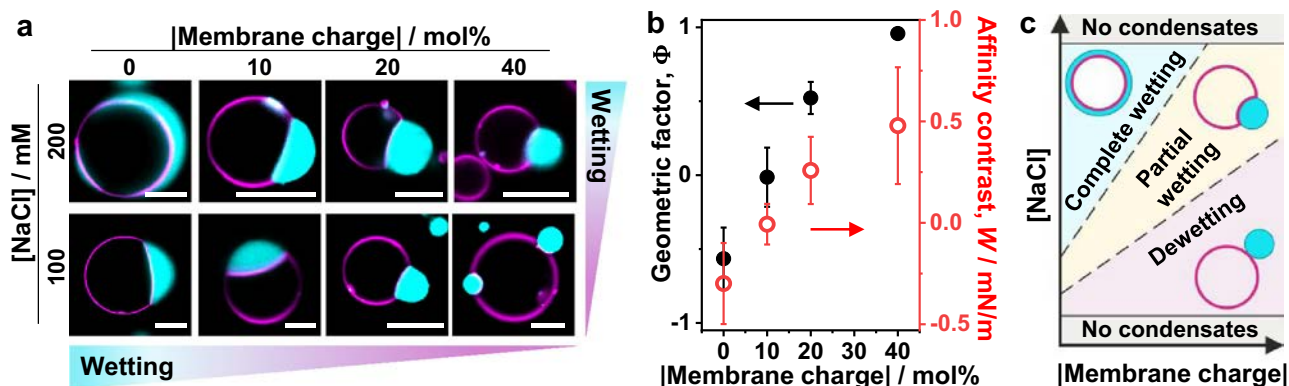 a
|Membrane charge| / mol%
0 10 20 40
[NaCl] / mM
200
100
Wetting
Wetting
b
Geometric factor, Φ
1
0
-1
0 10 20 30 40
|Membrane charge| / mol%
1.0
0.5
0.0
-0.5
Affinity contrast, W / mN/m
c
No condensates
Complete wetting
Partial
wetting
Dewetting
No condensates
[NaCl]
|Membrane charge|